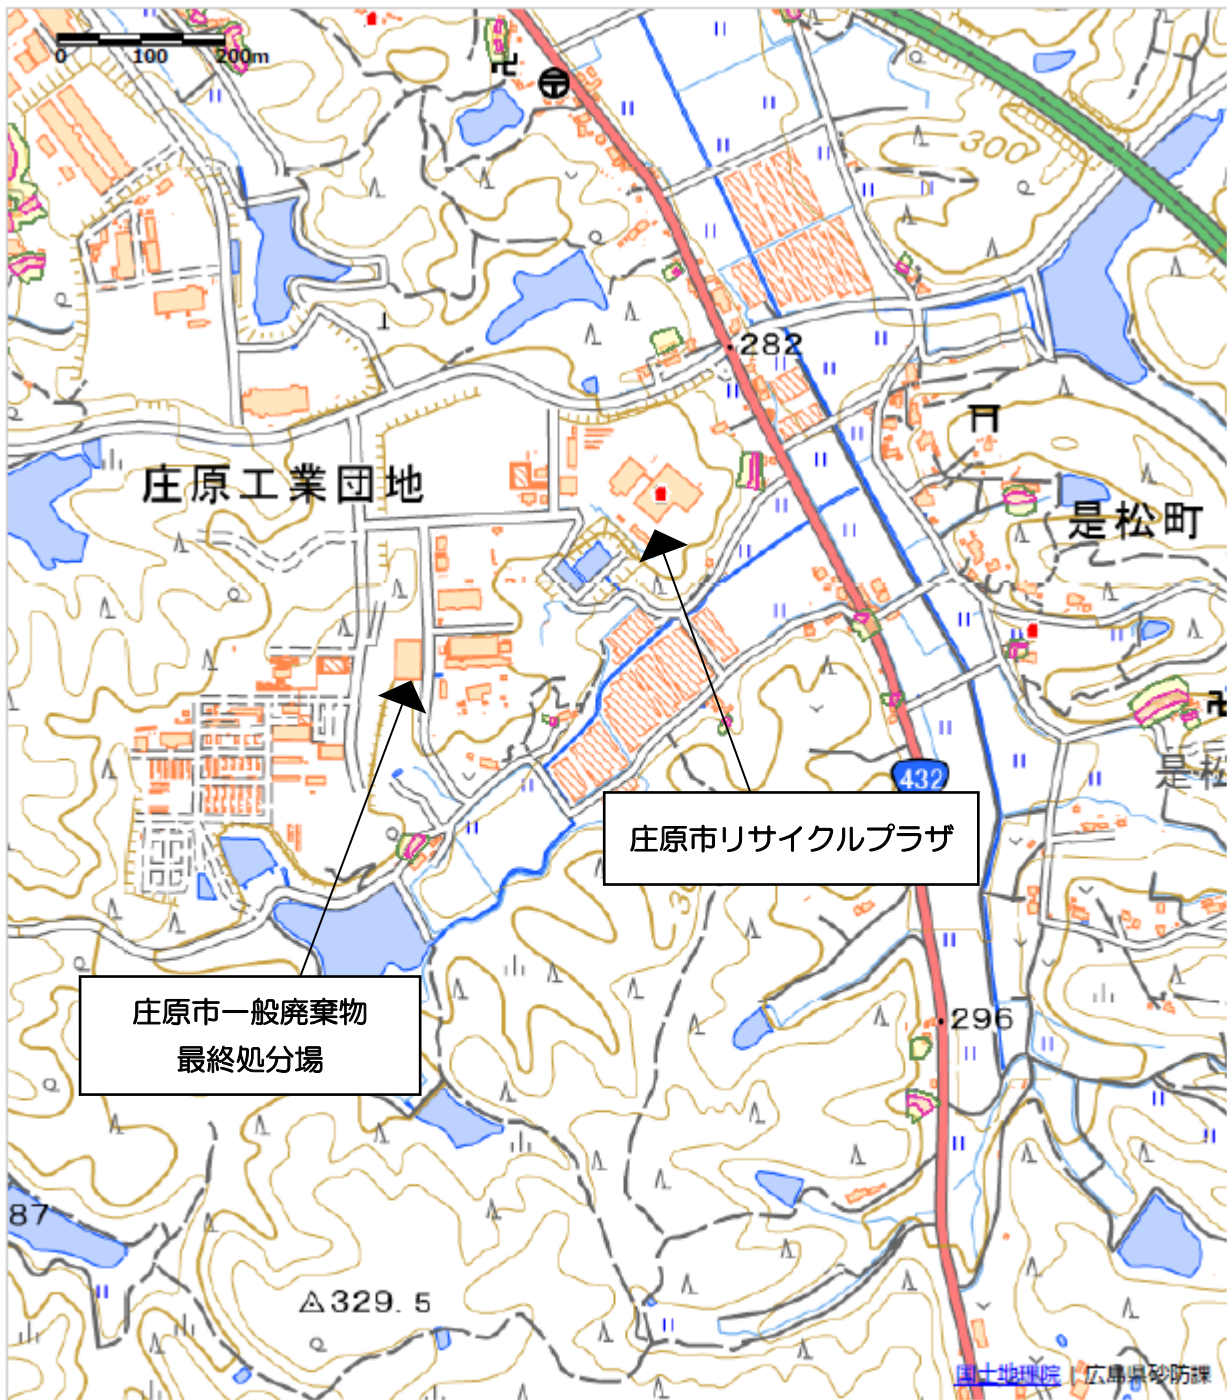 0 100 200m
300
282
庄原工業団地
是松町
432
是松
庄原市リサイクルプラザ
庄原市一般廃棄物
最終処分場
296
87
329.5
国土地理院 | 広島県砂防課